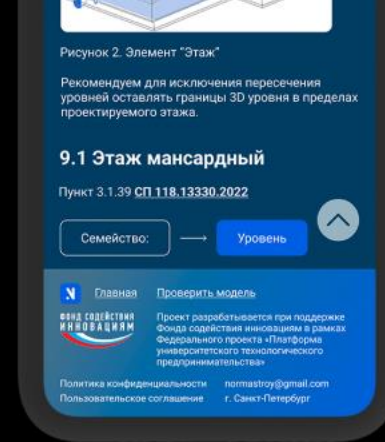 Рисунок 2. Элемент "Этаж"
Рекомендуем для исключения пересечения
уровней оставлять границы 3D уровня в пределах
проектируемого этажа.
9.1 Этаж мансардный
Пункт 3.1.39 СП 118.13330.2022
Семейство: → Уровень
N Главная Проверить модель
ФОНД СОДЕЙСТВИЯ
ИННОВАЦИЯМ
Проект разрабатывается при поддержке
Фонда содействия инновациям в рамках
Федерального проекта «Платформа
университетского технологического
предпринимательства»
Политика конфиденциальности normastroy@gmail.com
Пользовательское соглашение г. Санкт-Петербург